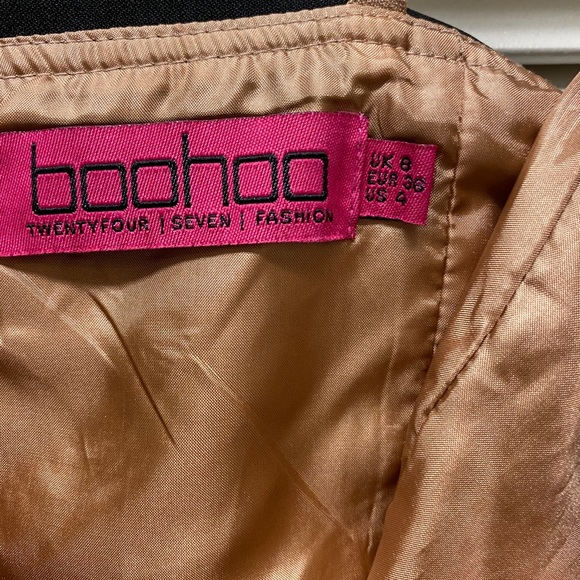 boohoo
TWENTYFOUR | SEVEN | FASHION
UK 8
EUR 36
US 4